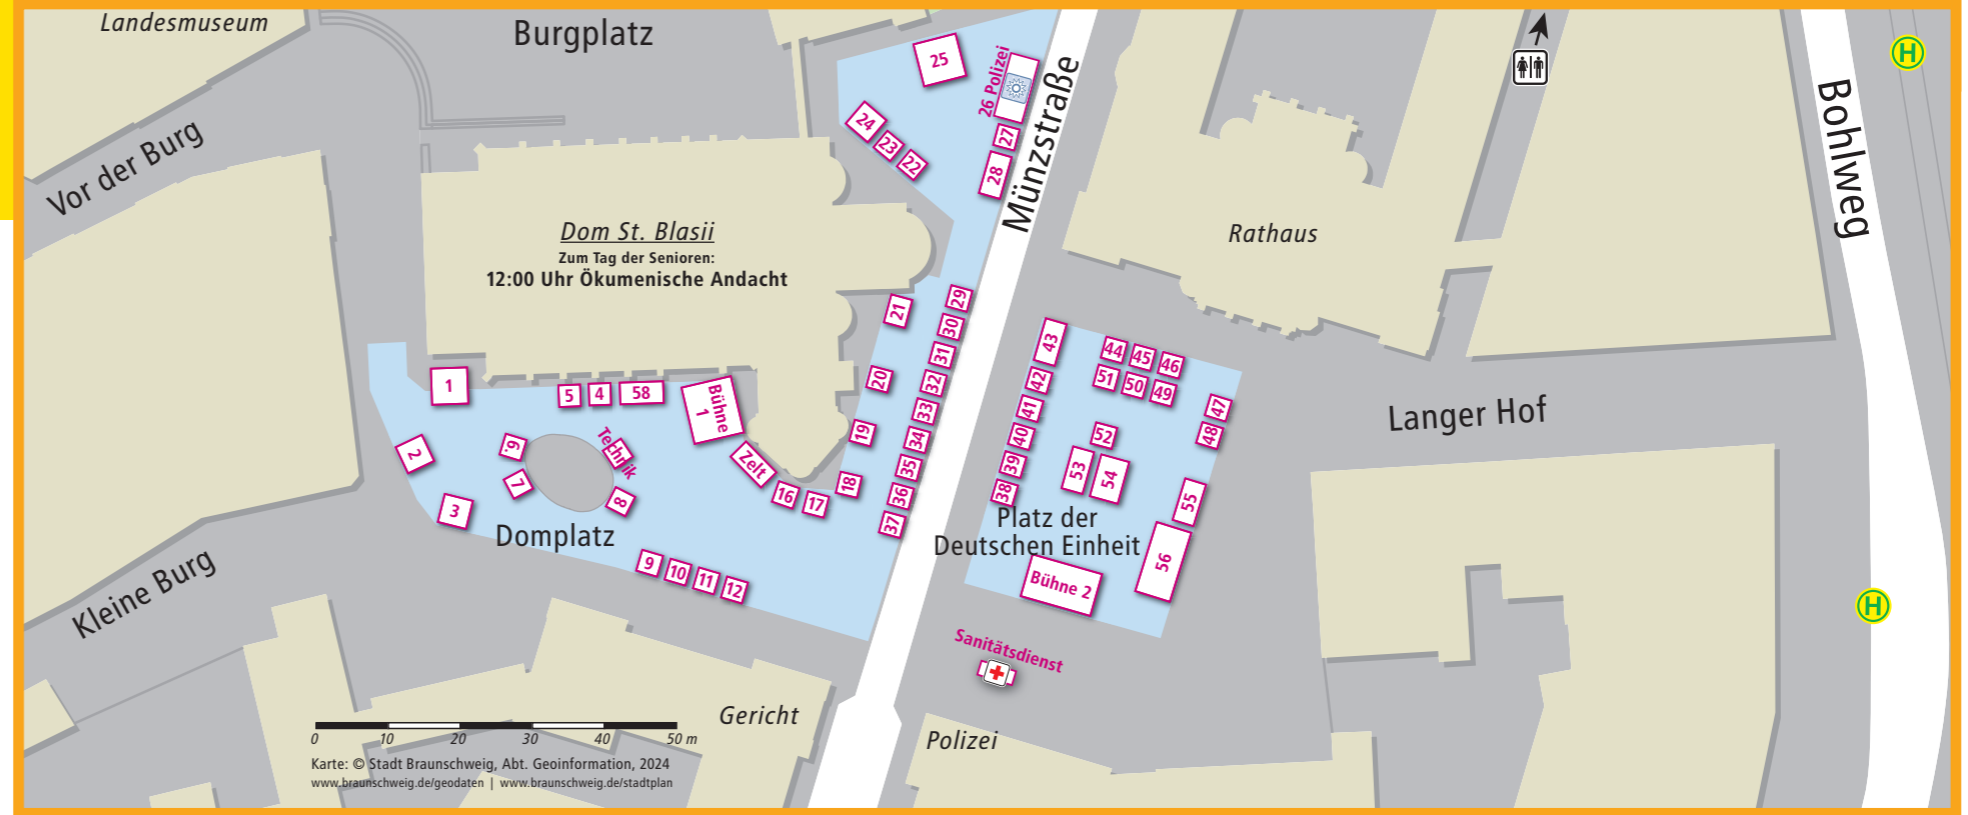 Landesmuseum
Burgplatz
25
26 Polizei
Münzstraße
H
Bohlweg
24
23
22
27
28
Vor der Burg
Dom St. Blasii
Zum Tag der Senioren:
12:00 Uhr Ökumenische Andacht
Rathaus
21
29
30
31
32
33
34
35
36
37
20
19
18
1
5
4
58
Bühne
1
2
3
6.
7
Technik
8
Zelt
16
17
Domplatz
9
10
11
12
43
42
41
40
39
38
44
45
46
51
50
49
47
48
52
53
54
55
56
Platz der
Deutschen Einheit
Bühne 2
Langer Hof
H
Kleine Burg
Sanitätsdienst
Gericht
Polizei
0 10 20 30 40 50 m
Karte: © Stadt Braunschweig, Abt. Geoinformation, 2024
www.braunschweig.de/geodaten | www.braunschweig.de/stadtplan